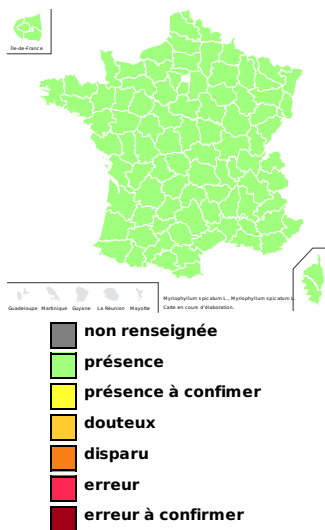 Île-de-France
Guadeloupe Martinique Guyane La Réunion Mayotte
Myriophyllum spicatum L., Myriophyllum spicatum L.
Carte en cours d'élaboration.
non renseignée
présence
présence à confimer
douteux
disparu
erreur
erreur à confirmer